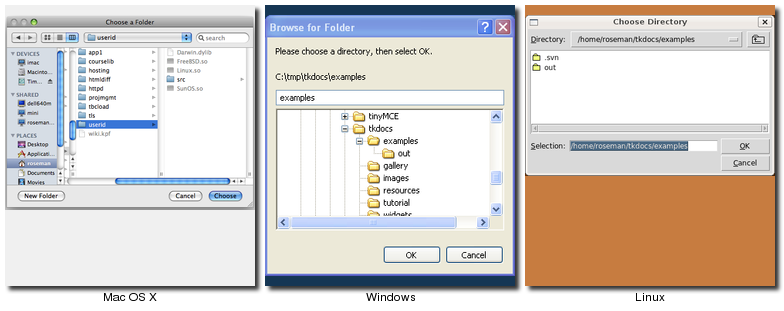 Choose a Folder
userid
search
DEVICES
imac
Macinto...
Tim...
SHARED
dell640m
mini
roseman...
PLACES
Desktop
Applicati...
roseman
Documents
Movies
app1
courselib
hosting
htmldiff
httpd
projmgmt
tbcload
tls
userid
wiki.kpf
Darwin.dylib
FreeBSD.so
Linux.so
src
SunOS.so
New Folder
Cancel
Choose
Mac OS X
Browse for Folder
Please choose a directory, then select OK.
C:\tmp\tkdocs\examples
examples
tinyMCE
tkdocs
examples
out
gallery
images
resources
tutorial
widgets
OK
Cancel
Windows
Choose Directory
Directory: /home/roseman/tkdocs/examples
.svn
out
Selection: /home/roseman/tkdocs/examples
OK
Cancel
Linux